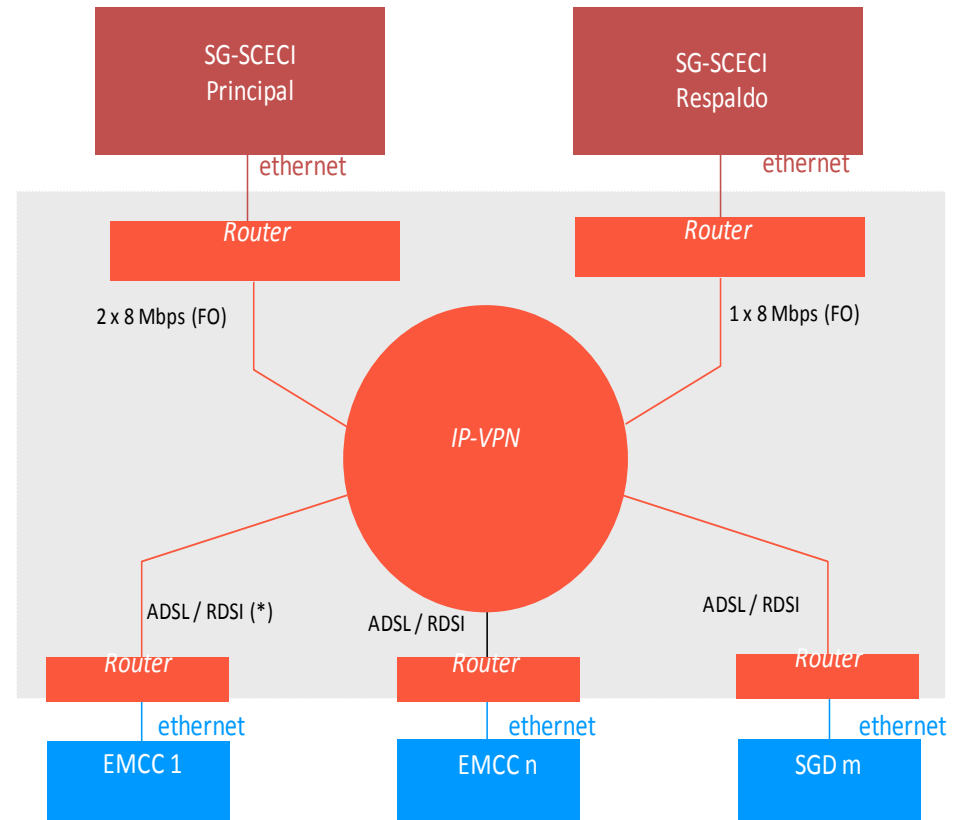 SG-SCECI
Principal
SG-SCECI
Respaldo
ethernet
ethernet
Router
Router
2 x 8 Mbps (FO)
1 x 8 Mbps (FO)
IP-VPN
ADSL / RDSI (*)
ADSL / RDSI
ADSL / RDSI
Router
Router
Router
ethernet
ethernet
ethernet
EMCC 1
EMCC n
SGD m